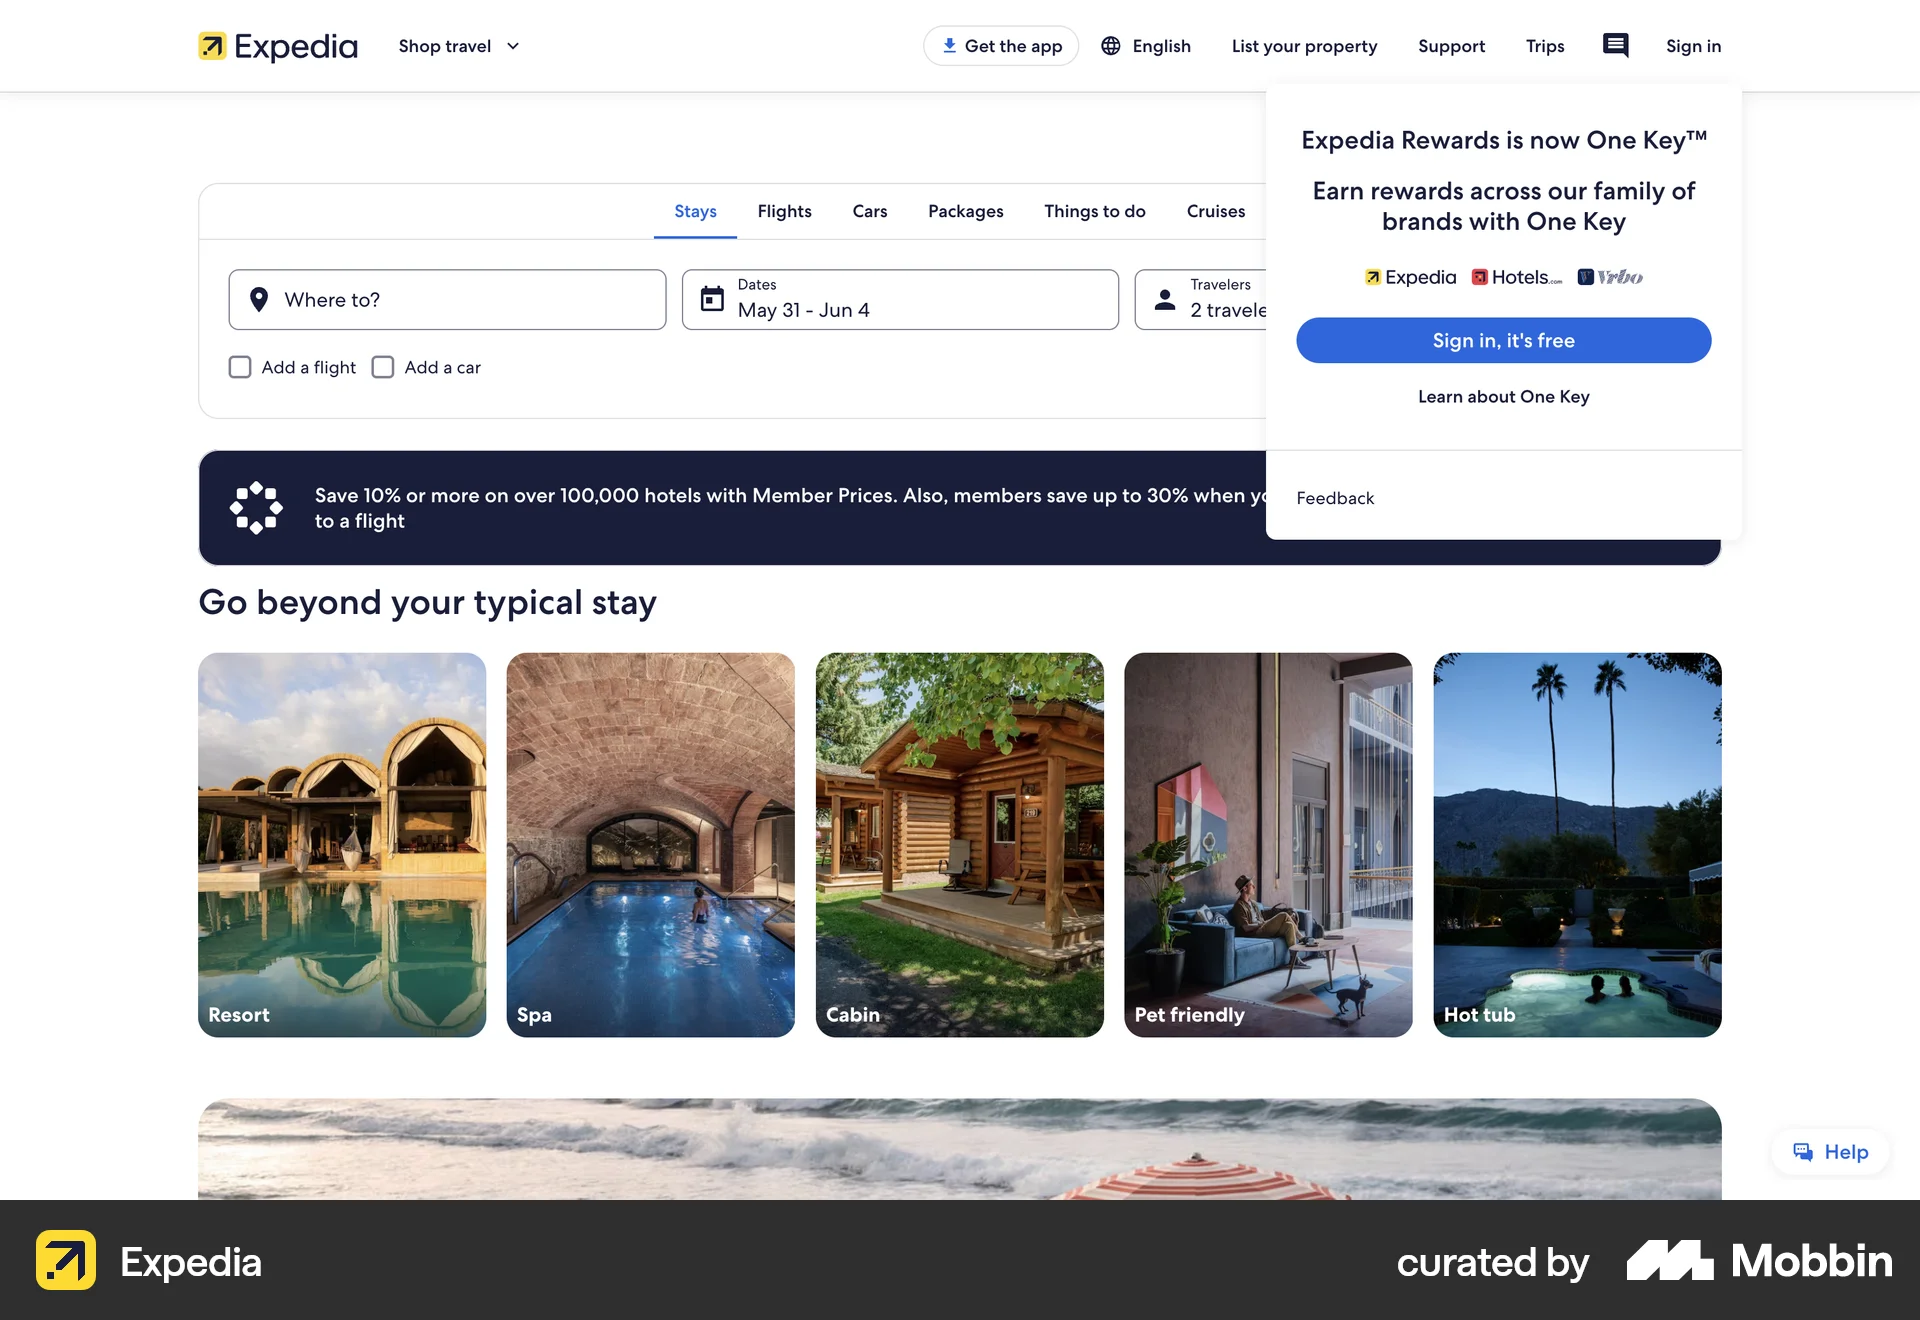 Expedia
Shop travel
Get the app
English
List your property
Support
Trips
Sign in
Expedia Rewards is now One Key™
Earn rewards across our family of
brands with One Key
Expedia Hotels.com Vrbo
Sign in, it's free
Learn about One Key
Feedback
Stays
Flights
Cars
Packages
Things to do
Cruises
Where to?
Dates
May 31 - Jun 4
Travelers
2 travele
Add a flight
Add a car
Save 10% or more on over 100,000 hotels with Member Prices. Also, members save up to 30% when yo
to a flight
Go beyond your typical stay
Resort
Spa
Cabin
Pet friendly
Hot tub
Help
Expedia
curated by Mobbin